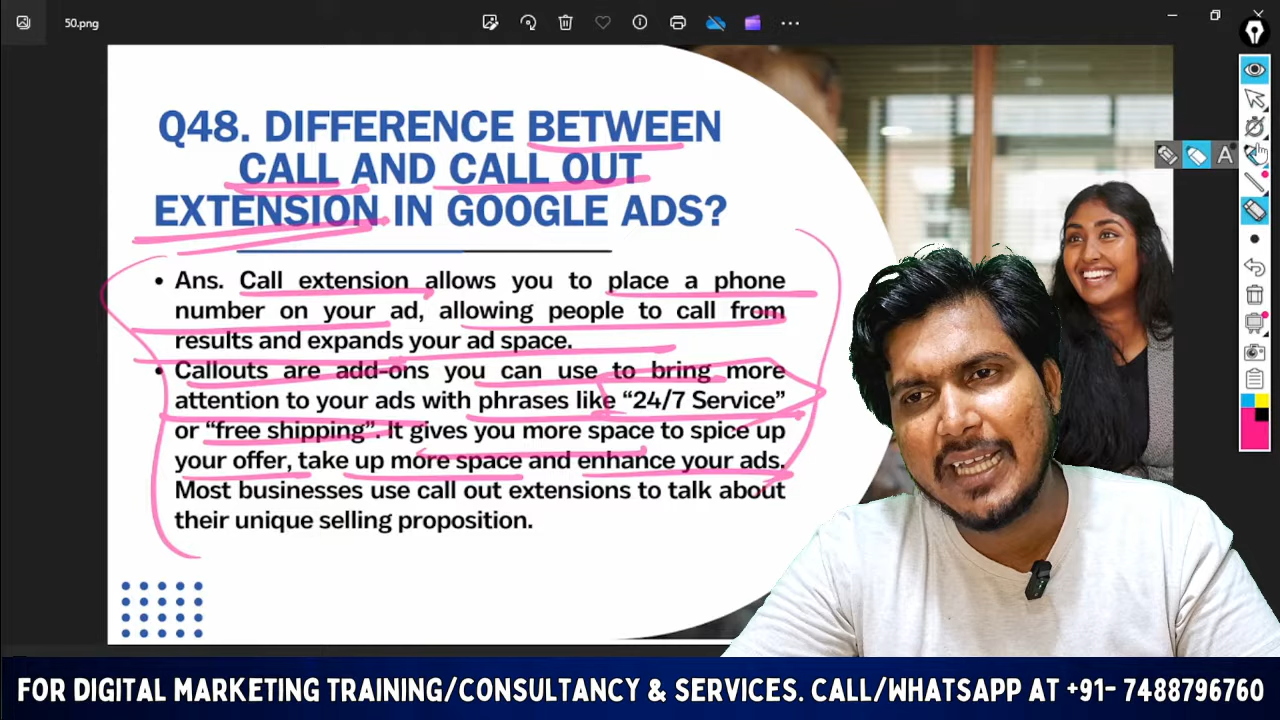 50.png
Q48. DIFFERENCE BETWEEN
CALL AND CALL OUT
EXTENSION IN GOOGLE ADS?
• Ans. Call extension allows you to place a phone
number on your ad, allowing people to call from
results and expands your ad space.
• Callouts are add-ons you can use to bring more
attention to your ads with phrases like “24/7 Service”
or “free shipping”. It gives you more space to spice up
your offer, take up more space and enhance your ads.
Most businesses use call out extensions to talk about
their unique selling proposition.
A
FOR DIGITAL MARKETING TRAINING/CONSULTANCY & SERVICES. CALL/WHATSAPP AT +91- 7488796760